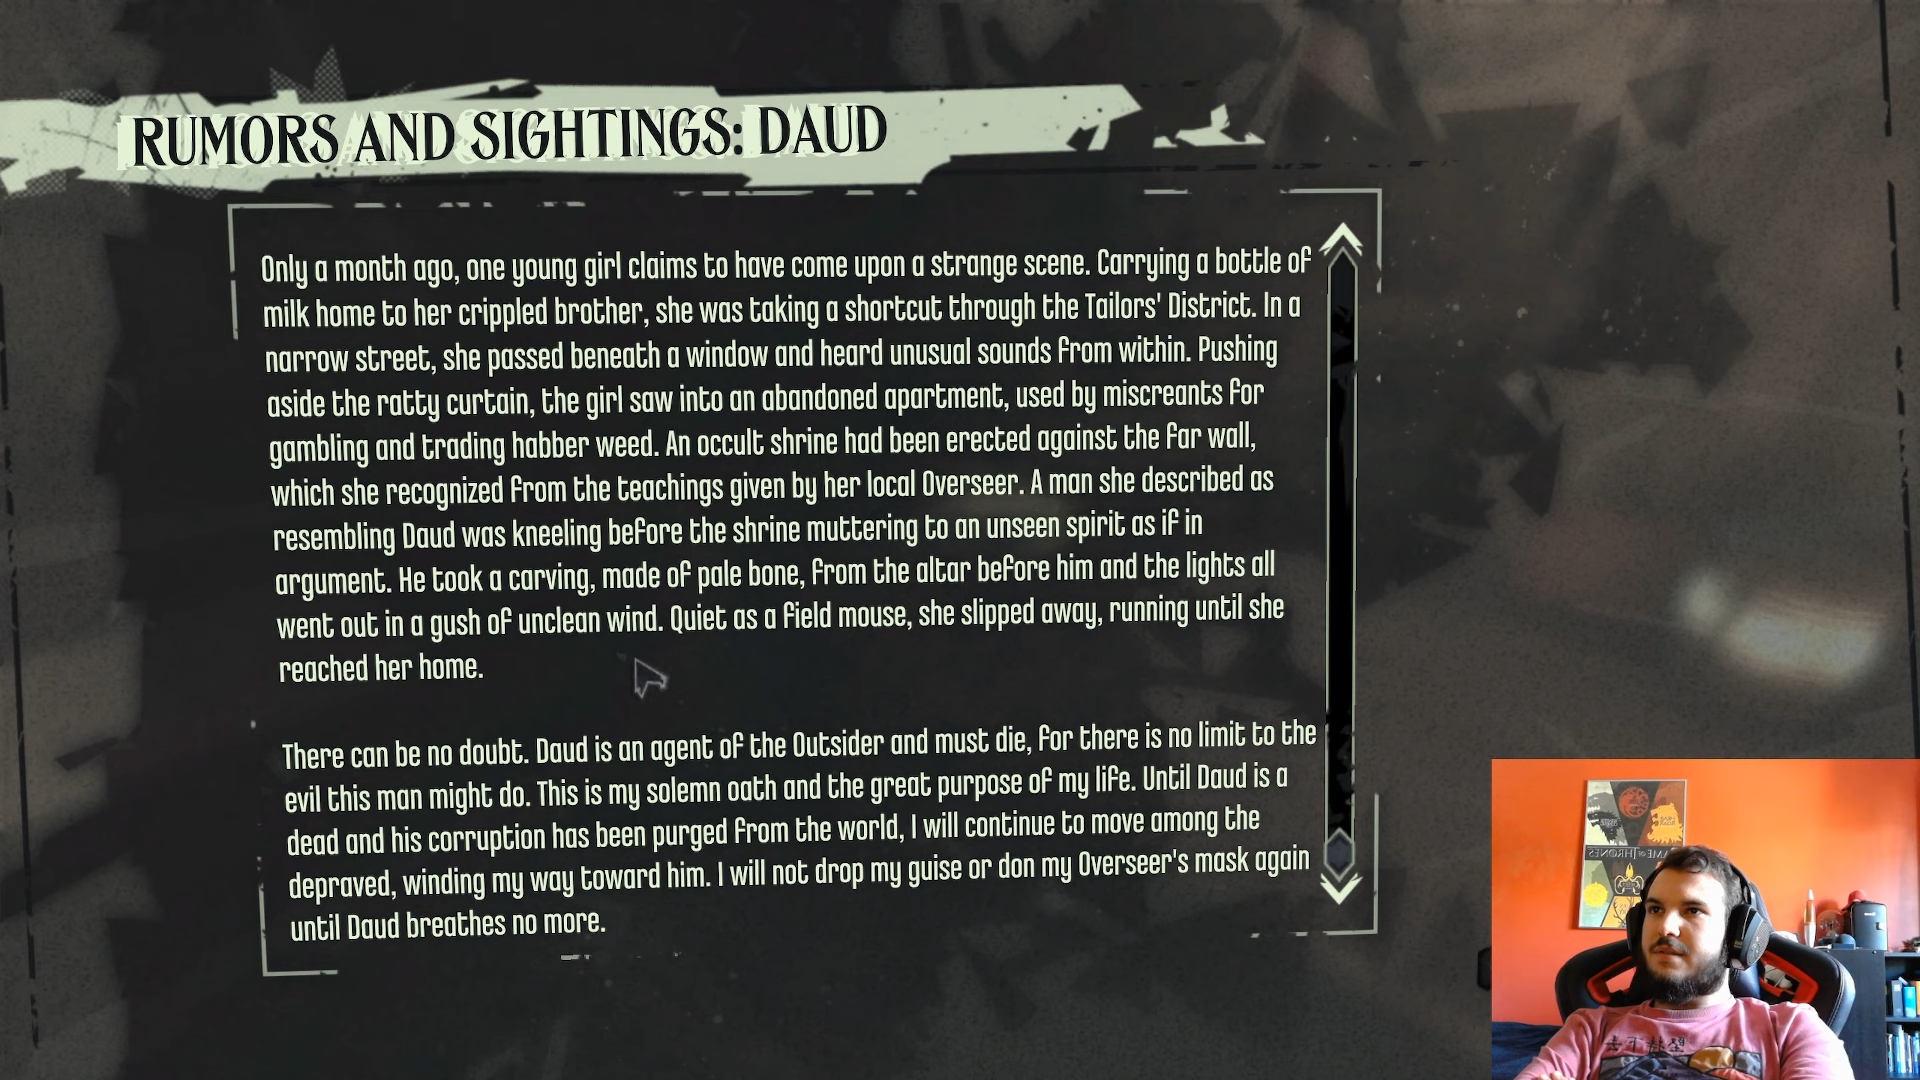 RUMORS AND SIGHTINGS: DAUD
Only a month ago, one young girl claims to have come upon a strange scene. Carrying a bottle of
milk home to her crippled brother, she was taking a shortcut through the Tailors' District. In a
narrow street, she passed beneath a window and heard unusual sounds from within. Pushing
aside the ratty curtain, the girl saw into an abandoned apartment, used by miscreants for
gambling and trading habber weed. An occult shrine had been erected against the far wall,
which she recognized from the teachings given by her local Overseer. A man she described as
resembling Daud was kneeling before the shrine muttering to an unseen spirit as if in
argument. He took a carving, made of pale bone, from the altar before him and the lights all
went out in a gush of unclean wind. Quiet as a field mouse, she slipped away, running until she
reached her home.
There can be no doubt. Daud is an agent of the Outsider and must die, for there is no limit to the
evil this man might do. This is my solemn oath and the great purpose of my life. Until Daud is a
dead and his corruption has been purged from the world, I will continue to move among the
depraved, winding my way toward him. I will not drop my guise or don my Overseer's mask again
until Daud breathes no more.